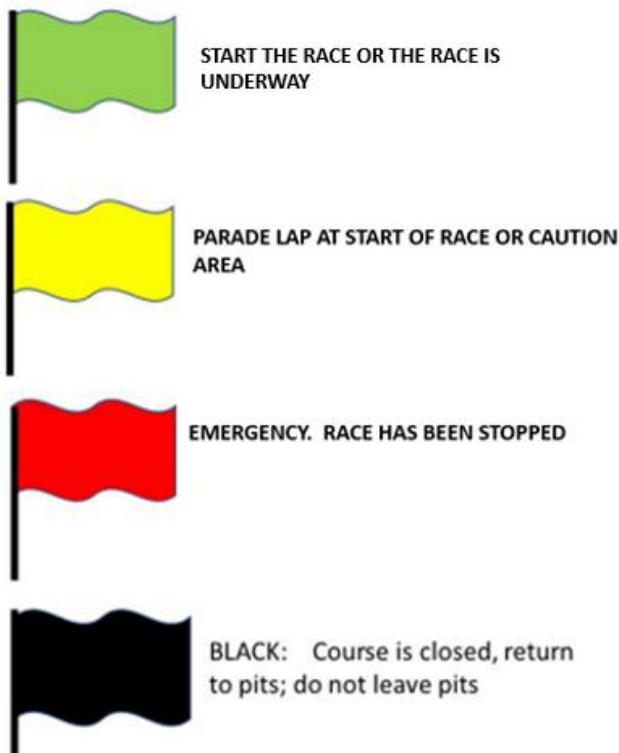 START THE RACE OR THE RACE IS
UNDERWAY
PARADE LAP AT START OF RACE OR CAUTION
AREA
EMERGENCY.  RACE HAS BEEN STOPPED
BLACK:    Course is closed, return
to pits; do not leave pits